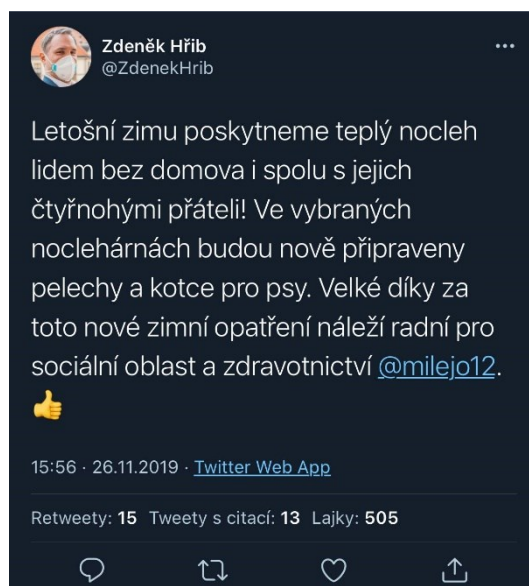 Zdeněk Hřib
@ZdenekHrib
Letošní zimu poskytneme teplý nocleh
lidem bez domova i spolu s jejich
čtyřnohými přáteli! Ve vybraných
noclehárnách budou nově připraveny
pelechy a kotce pro psy. Velké díky za
toto nové zimní opatření náleží radní pro
sociální oblast a zdravotnictví @milejo12.
👍
15:56 · 26.11.2019 · Twitter Web App
Retweety: 15 Tweety s citací: 13 Lajky: 505